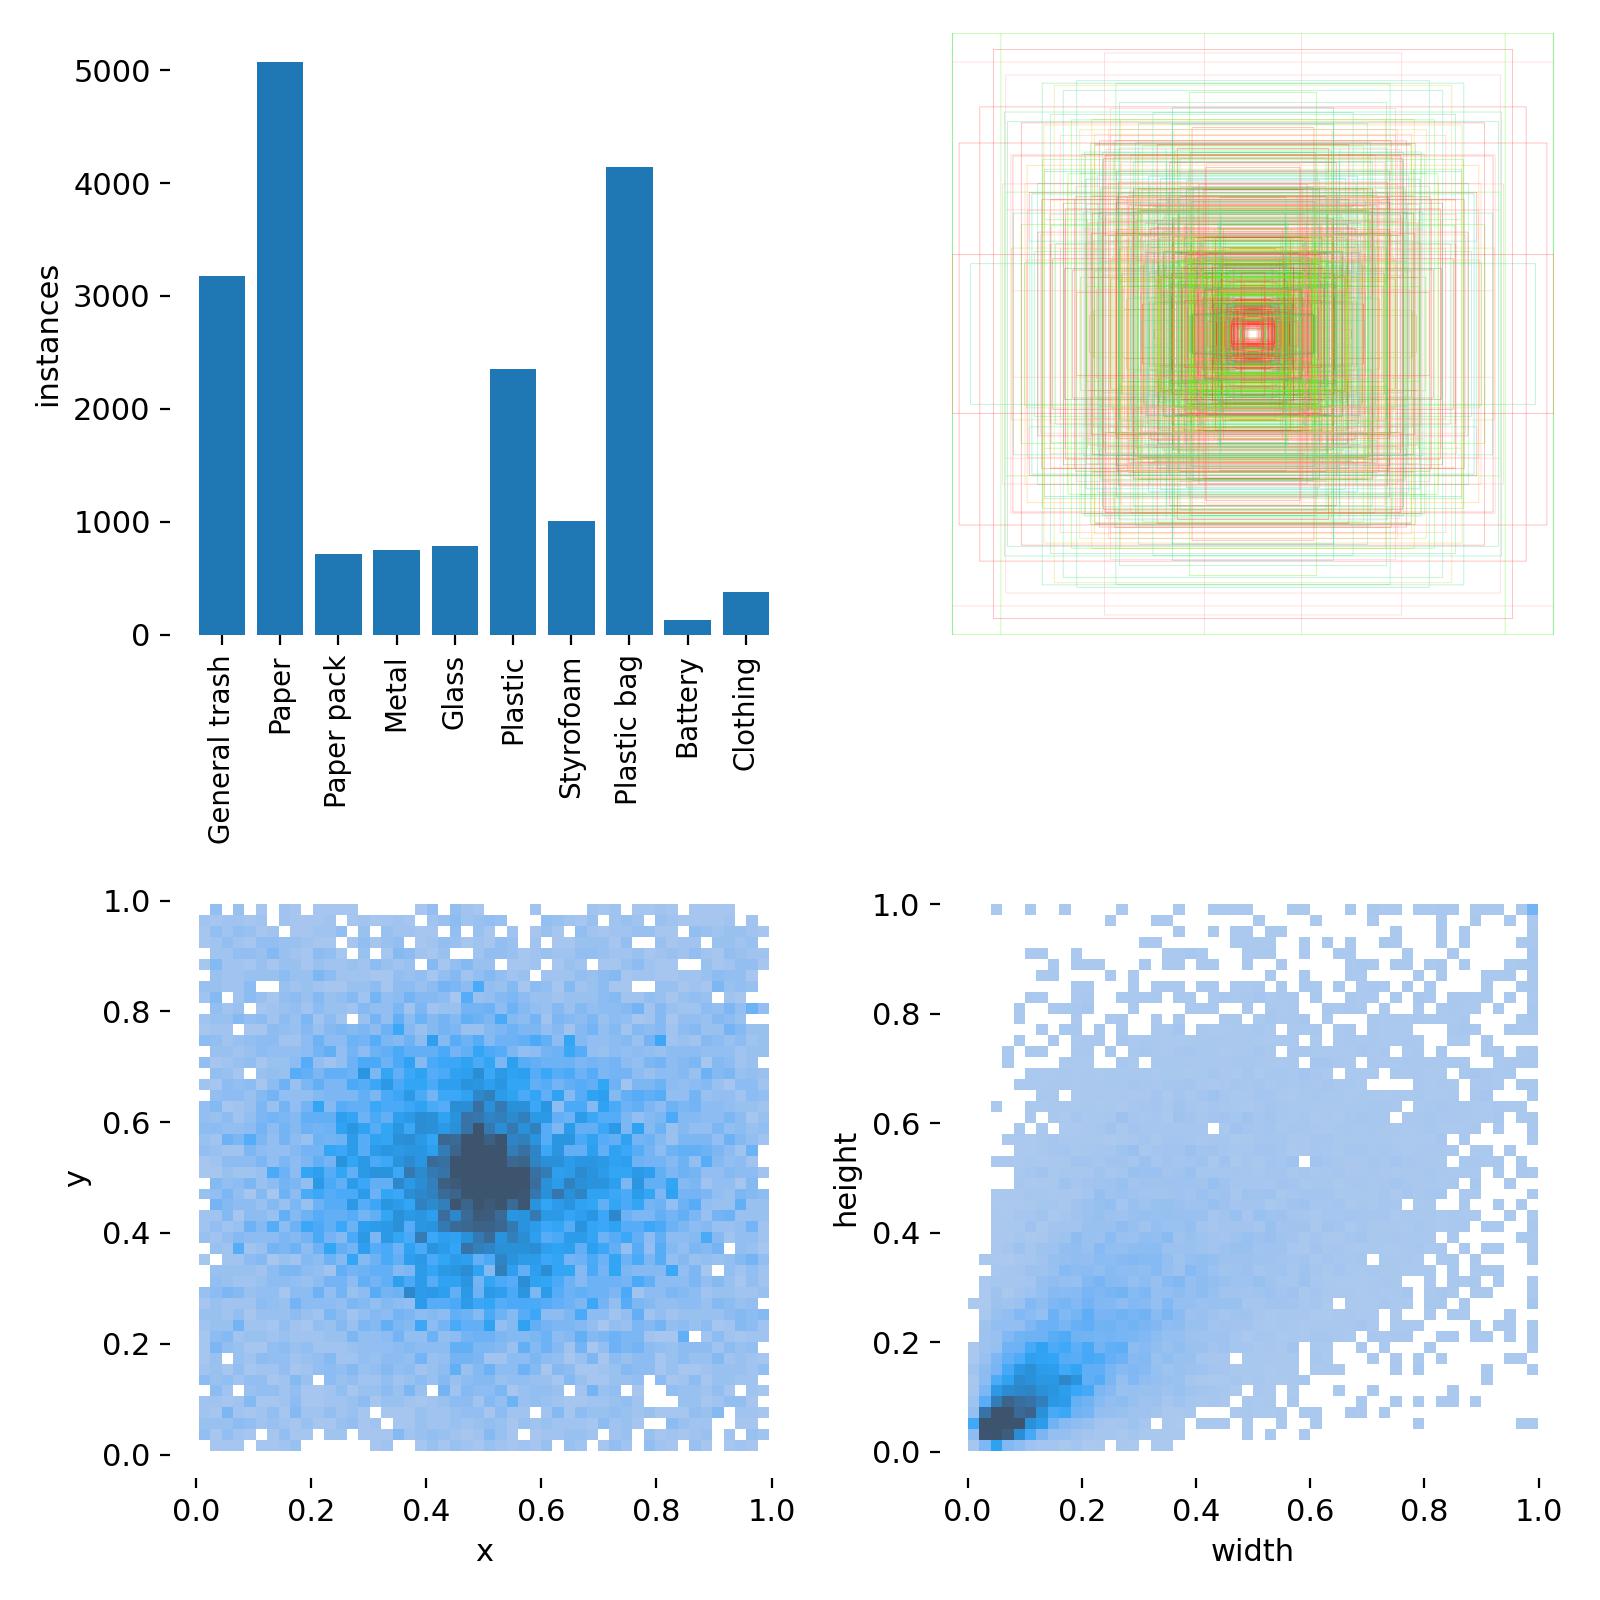 instances
5000
4000
3000
2000
1000
0
General trash
Paper
Paper pack
Metal
Glass
Plastic
Styrofoam
Plastic bag
Battery
Clothing
y
1.0
0.8
0.6
0.4
0.2
0.0
0.0 0.2 0.4 0.6 0.8 1.0
x
height
1.0
0.8
0.6
0.4
0.2
0.0
0.0 0.2 0.4 0.6 0.8 1.0
width